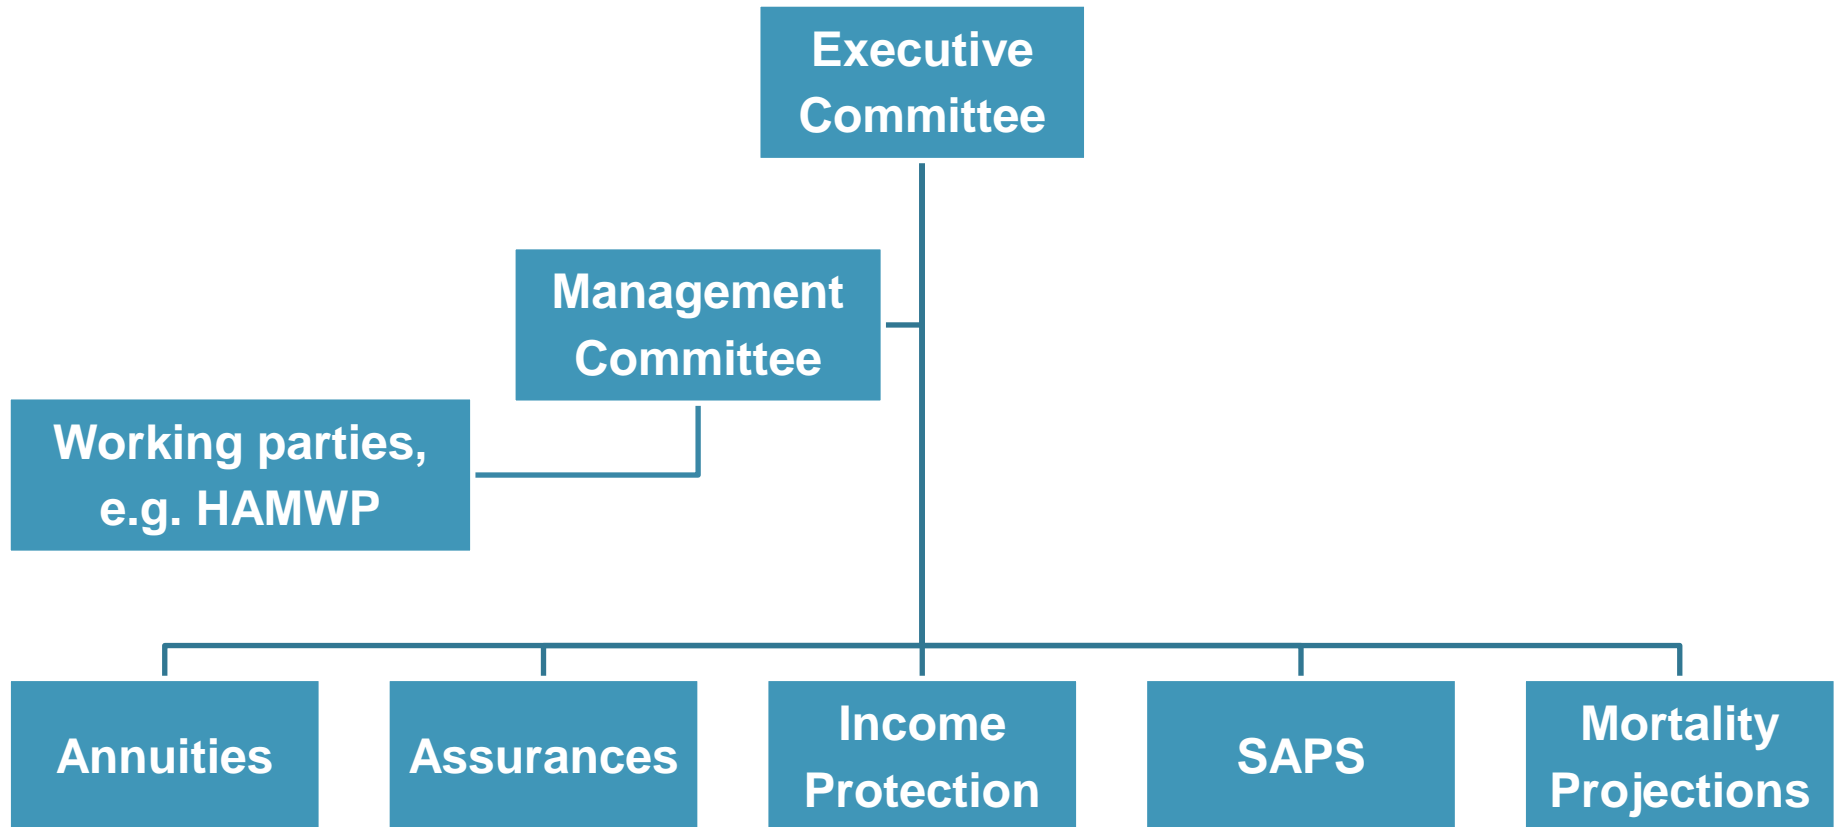 Executive
Committee
Management
Committee
Working parties,
e.g. HAMWP
Annuities
Assurances
Income
Protection
SAPS
Mortality
Projections